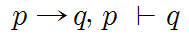 p → q, p ⊢ q